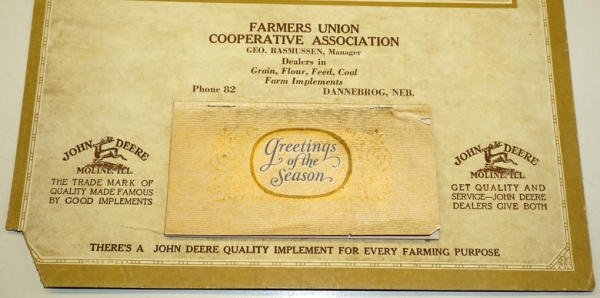 FARMERS UNION
COOPERATIVE ASSOCIATION
GEO. RASMUSSEN, Manager
Dealers in
Grain, Flour, Feed, Coal
Farm Implements
Phone 82 DANNEBROG, NEB.
Greetings
of the
Season
JOHN DEERE
MOLINE, ILL.
THE TRADE MARK OF
QUALITY MADE FAMOUS
BY GOOD IMPLEMENTS
JOHN DEERE
MOLINE, ILL.
GET QUALITY AND
SERVICE—JOHN DEERE
DEALERS GIVE BOTH
THERE'S A JOHN DEERE QUALITY IMPLEMENT FOR EVERY FARMING PURPOSE